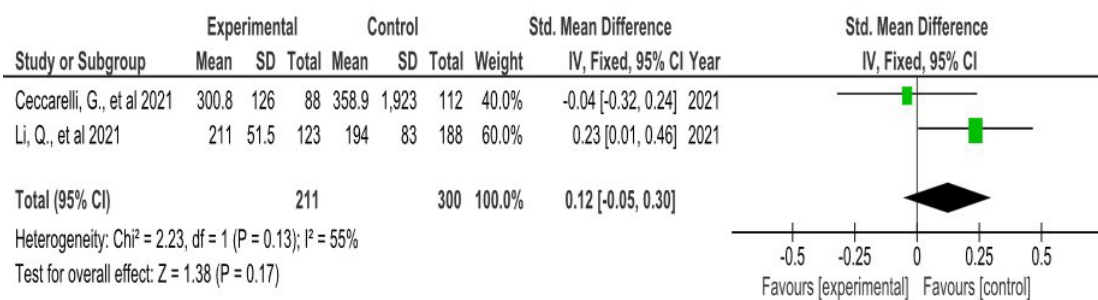 Experimental Control Std. Mean Difference Std. Mean Difference
Study or Subgroup Mean SD Total Mean SD Total Weight IV, Fixed, 95% CI Year IV, Fixed, 95% CI
Ceccarelli, G., et al 2021 300.8 126 88 358.9 1,923 112 40.0% -0.04 [-0.32, 0.24] 2021
Li, Q., et al 2021 211 51.5 123 194 83 188 60.0% 0.23 [0.01, 0.46] 2021
Total (95% CI) 211 300 100.0% 0.12 [-0.05, 0.30]
Heterogeneity: Chi² = 2.23, df = 1 (P = 0.13); I² = 55%
Test for overall effect: Z = 1.38 (P = 0.17)
-0.5 -0.25 0 0.25 0.5
Favours [experimental] Favours [control]